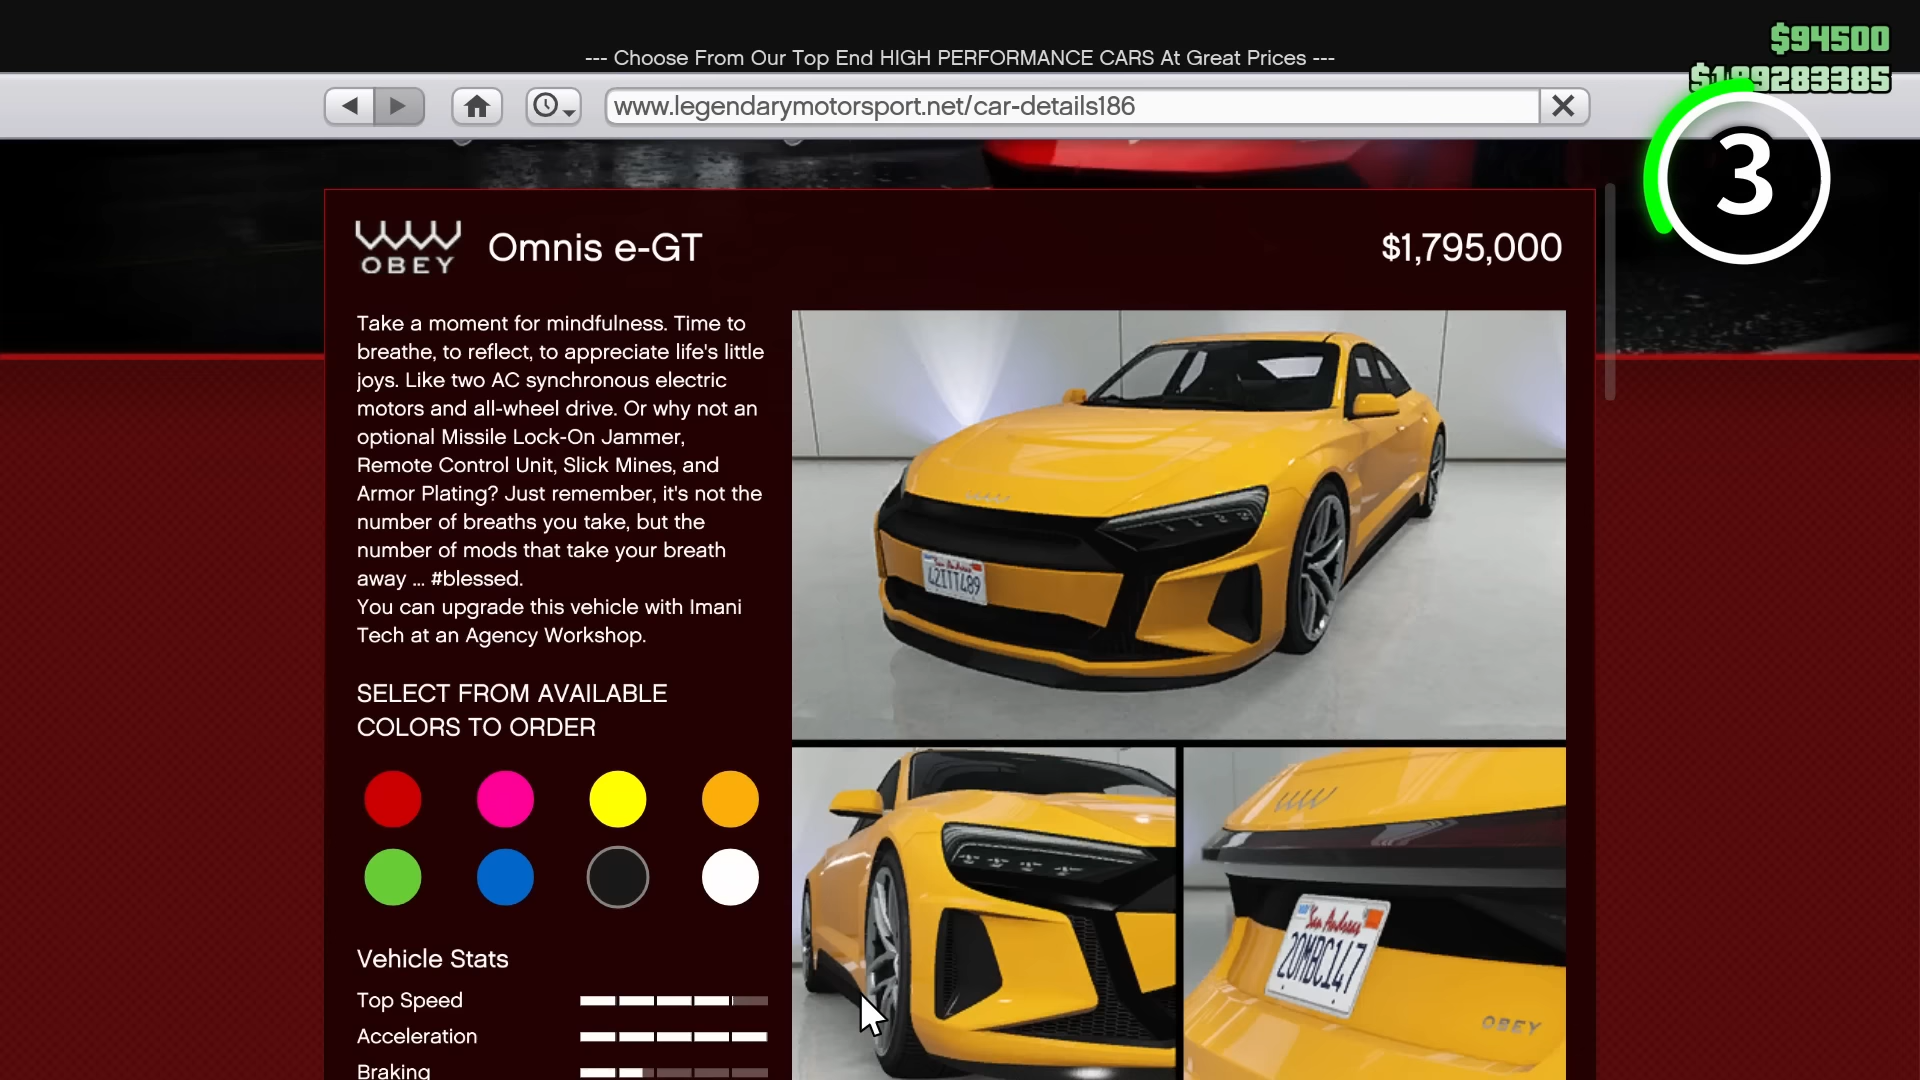 $94500
--- Choose From Our Top End HIGH PERFORMANCE CARS At Great Prices ---
$199283385
www.legendarymotorsport.net/car-details186
3
OBEY
Omnis e-GT
$1,795,000
Take a moment for mindfulness. Time to
breathe, to reflect, to appreciate life's little
joys. Like two AC synchronous electric
motors and all-wheel drive. Or why not an
optional Missile Lock-On Jammer,
Remote Control Unit, Slick Mines, and
Armor Plating? Just remember, it's not the
number of breaths you take, but the
number of mods that take your breath
away ... #blessed.
You can upgrade this vehicle with Imani
Tech at an Agency Workshop.
San Andreas
42ITT489
SELECT FROM AVAILABLE
COLORS TO ORDER
San Andreas
20MBC147
OBEY
Vehicle Stats
Top Speed
Acceleration
Braking